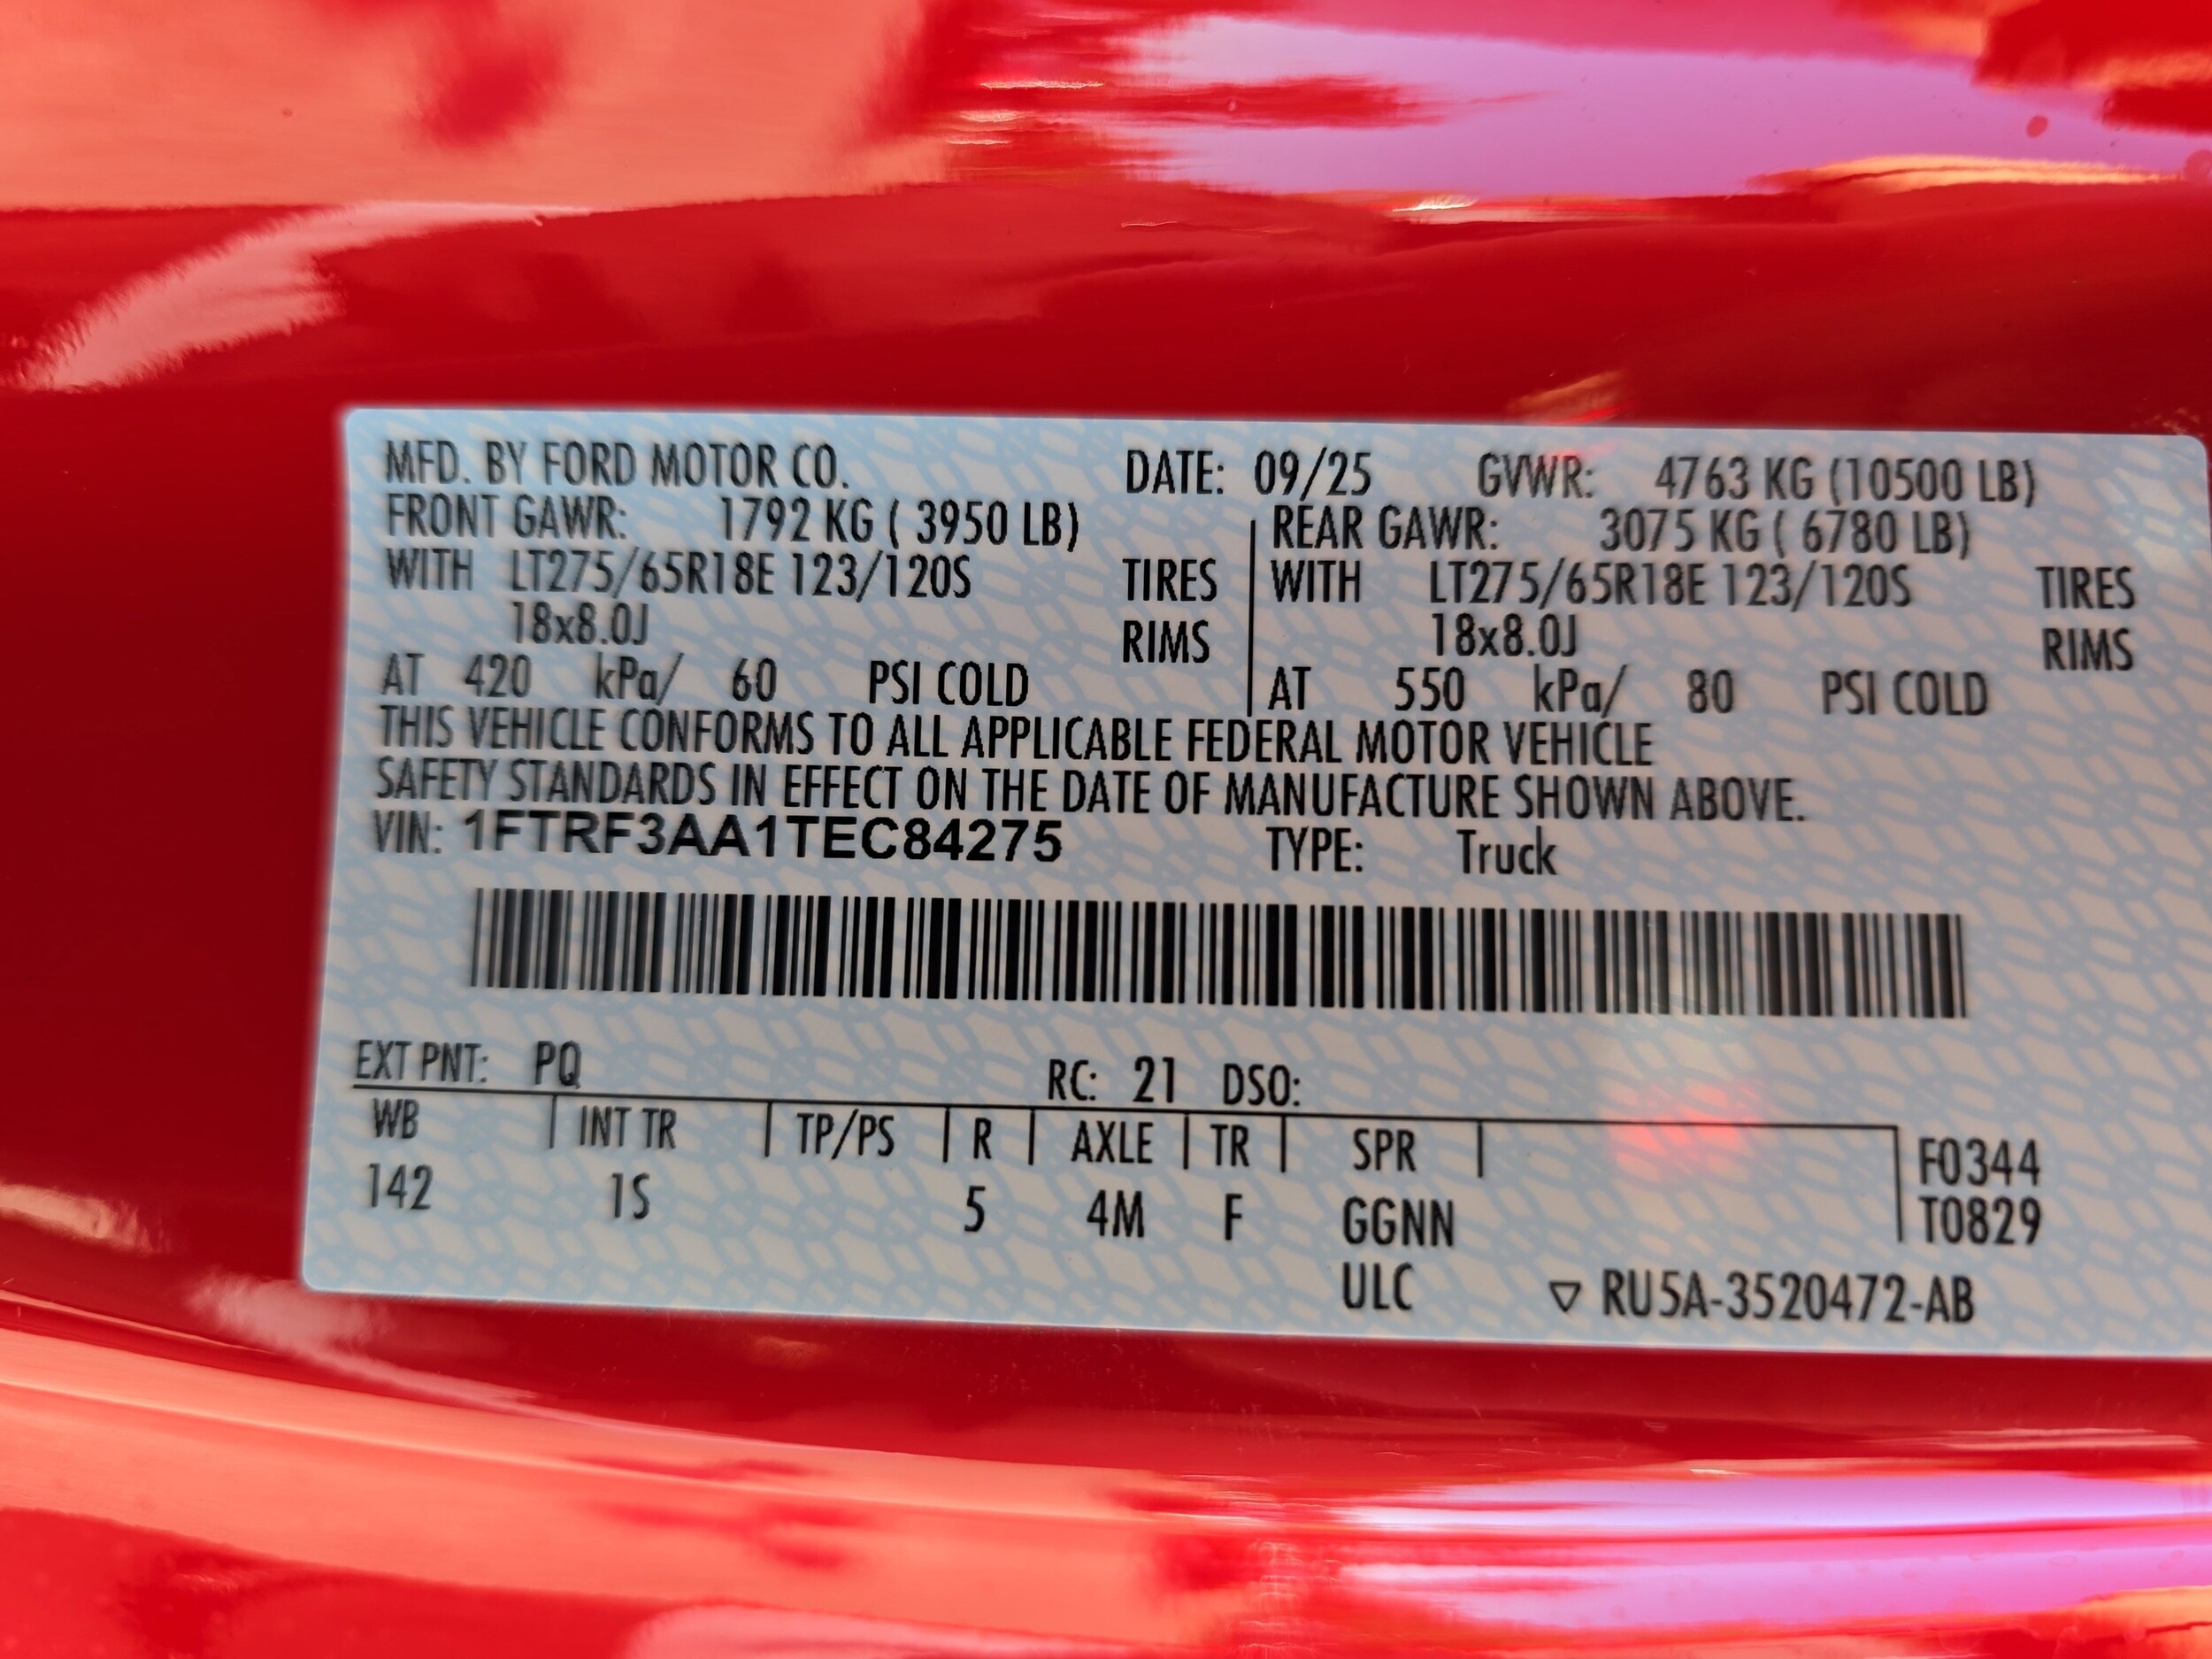 MFD. BY FORD MOTOR CO. DATE: 09/25 GVWR: 4763 KG (10500 LB)
FRONT GAWR: 1792 KG ( 3950 LB) REAR GAWR: 3075 KG ( 6780 LB)
WITH LT275/65R18E 123/120S TIRES WITH LT275/65R18E 123/120S TIRES
18x8.0J RIMS 18x8.0J RIMS
AT 420 kPa/ 60 PSI COLD AT 550 kPa/ 80 PSI COLD
THIS VEHICLE CONFORMS TO ALL APPLICABLE FEDERAL MOTOR VEHICLE
SAFETY STANDARDS IN EFFECT ON THE DATE OF MANUFACTURE SHOWN ABOVE.
VIN: 1FTRF3AA1TEC84275 TYPE: Truck
EXT PNT: PQ RC: 21 DSO:
WB INT TR TP/PS R AXLE TR SPR F0344
142 1S 5 4M F GGNN T0829
ULC ▽ RU5A-3520472-AB